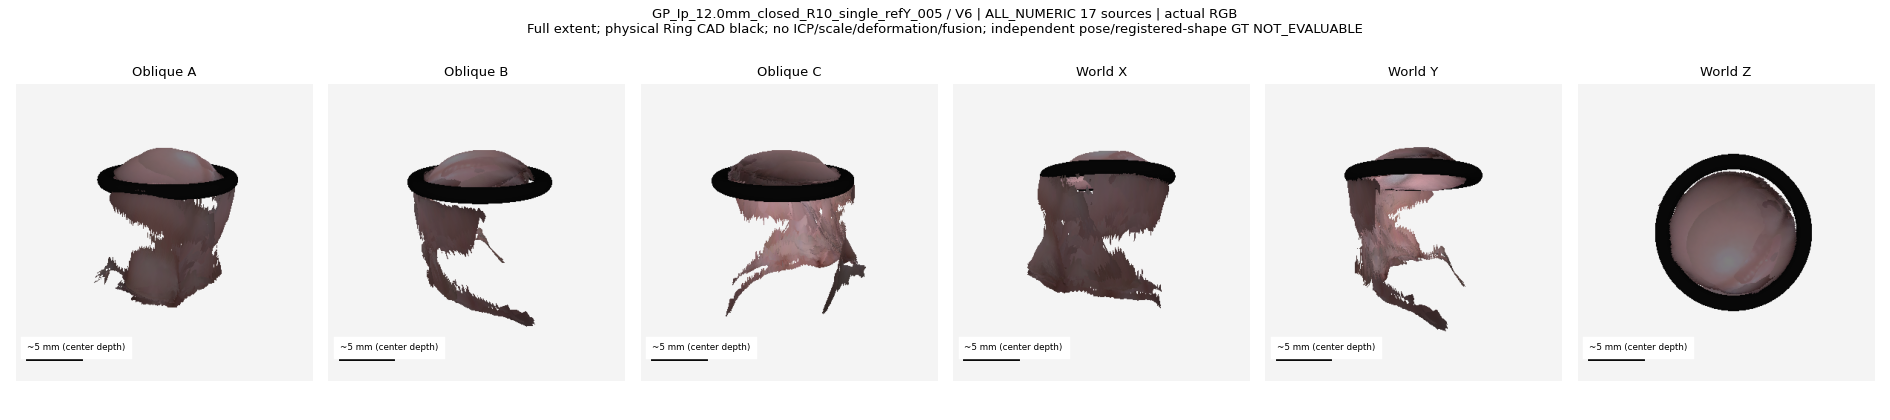 GP_Ip_12.0mm_closed_R10_single_refY_005 / V6 | ALL_NUMERIC 17 sources | actual RGB
Full extent; physical Ring CAD black; no ICP/scale/deformation/fusion; independent pose/registered-shape GT NOT_EVALUABLE
Oblique A
Oblique B
Oblique C
World X
World Y
World Z
~5 mm (center depth)
~5 mm (center depth)
~5 mm (center depth)
~5 mm (center depth)
~5 mm (center depth)
~5 mm (center depth)